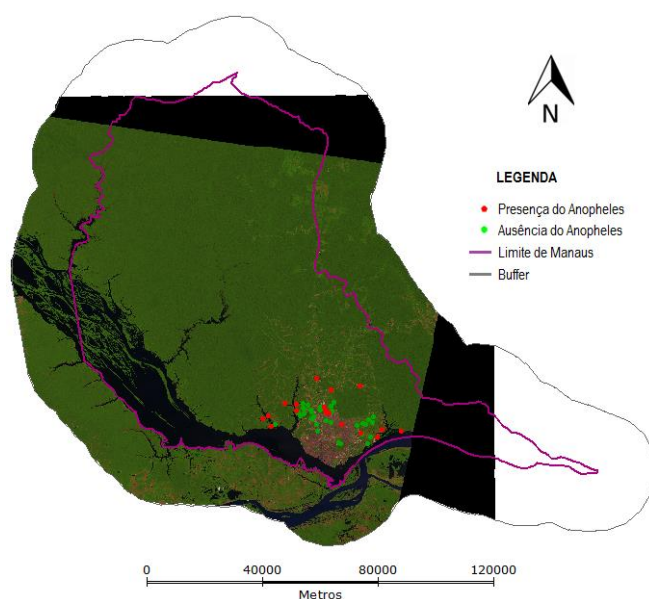 N
LEGENDA
Presença do Anopheles
Ausência do Anopheles
Limite de Manaus
Buffer
0 40000 80000 120000
Metros